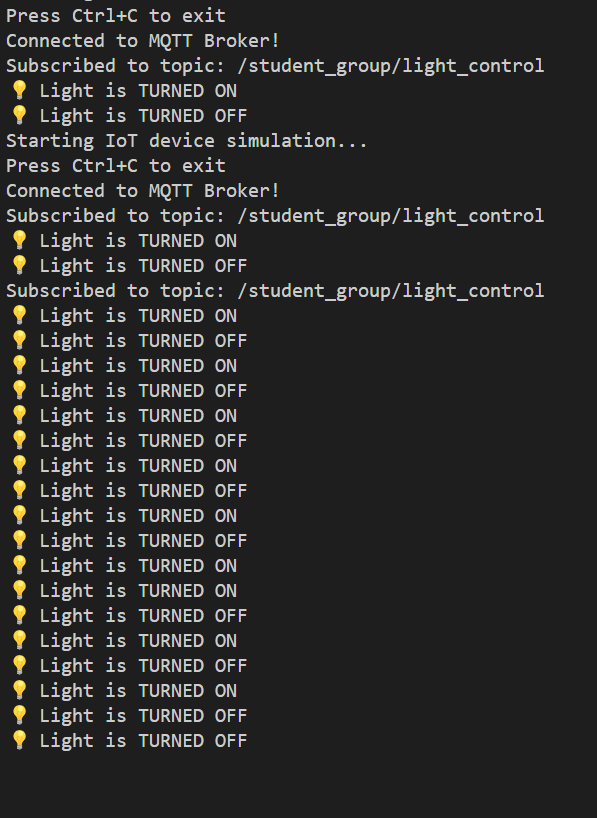 Press Ctrl+C to exit
Connected to MQTT Broker!
Subscribed to topic: /student_group/light_control
💡 Light is TURNED ON
💡 Light is TURNED OFF
Starting IoT device simulation...
Press Ctrl+C to exit
Connected to MQTT Broker!
Subscribed to topic: /student_group/light_control
💡 Light is TURNED ON
💡 Light is TURNED OFF
Subscribed to topic: /student_group/light_control
💡 Light is TURNED ON
💡 Light is TURNED OFF
💡 Light is TURNED ON
💡 Light is TURNED OFF
💡 Light is TURNED ON
💡 Light is TURNED OFF
💡 Light is TURNED ON
💡 Light is TURNED OFF
💡 Light is TURNED ON
💡 Light is TURNED OFF
💡 Light is TURNED ON
💡 Light is TURNED ON
💡 Light is TURNED OFF
💡 Light is TURNED ON
💡 Light is TURNED OFF
💡 Light is TURNED ON
💡 Light is TURNED OFF
💡 Light is TURNED OFF